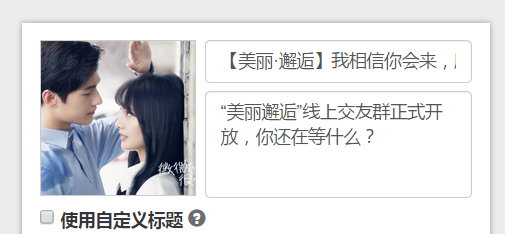 【美丽·邂逅】我相信你会来，
“美丽邂逅”线上交友群正式开
放，你还在等什么？
使用自定义标题